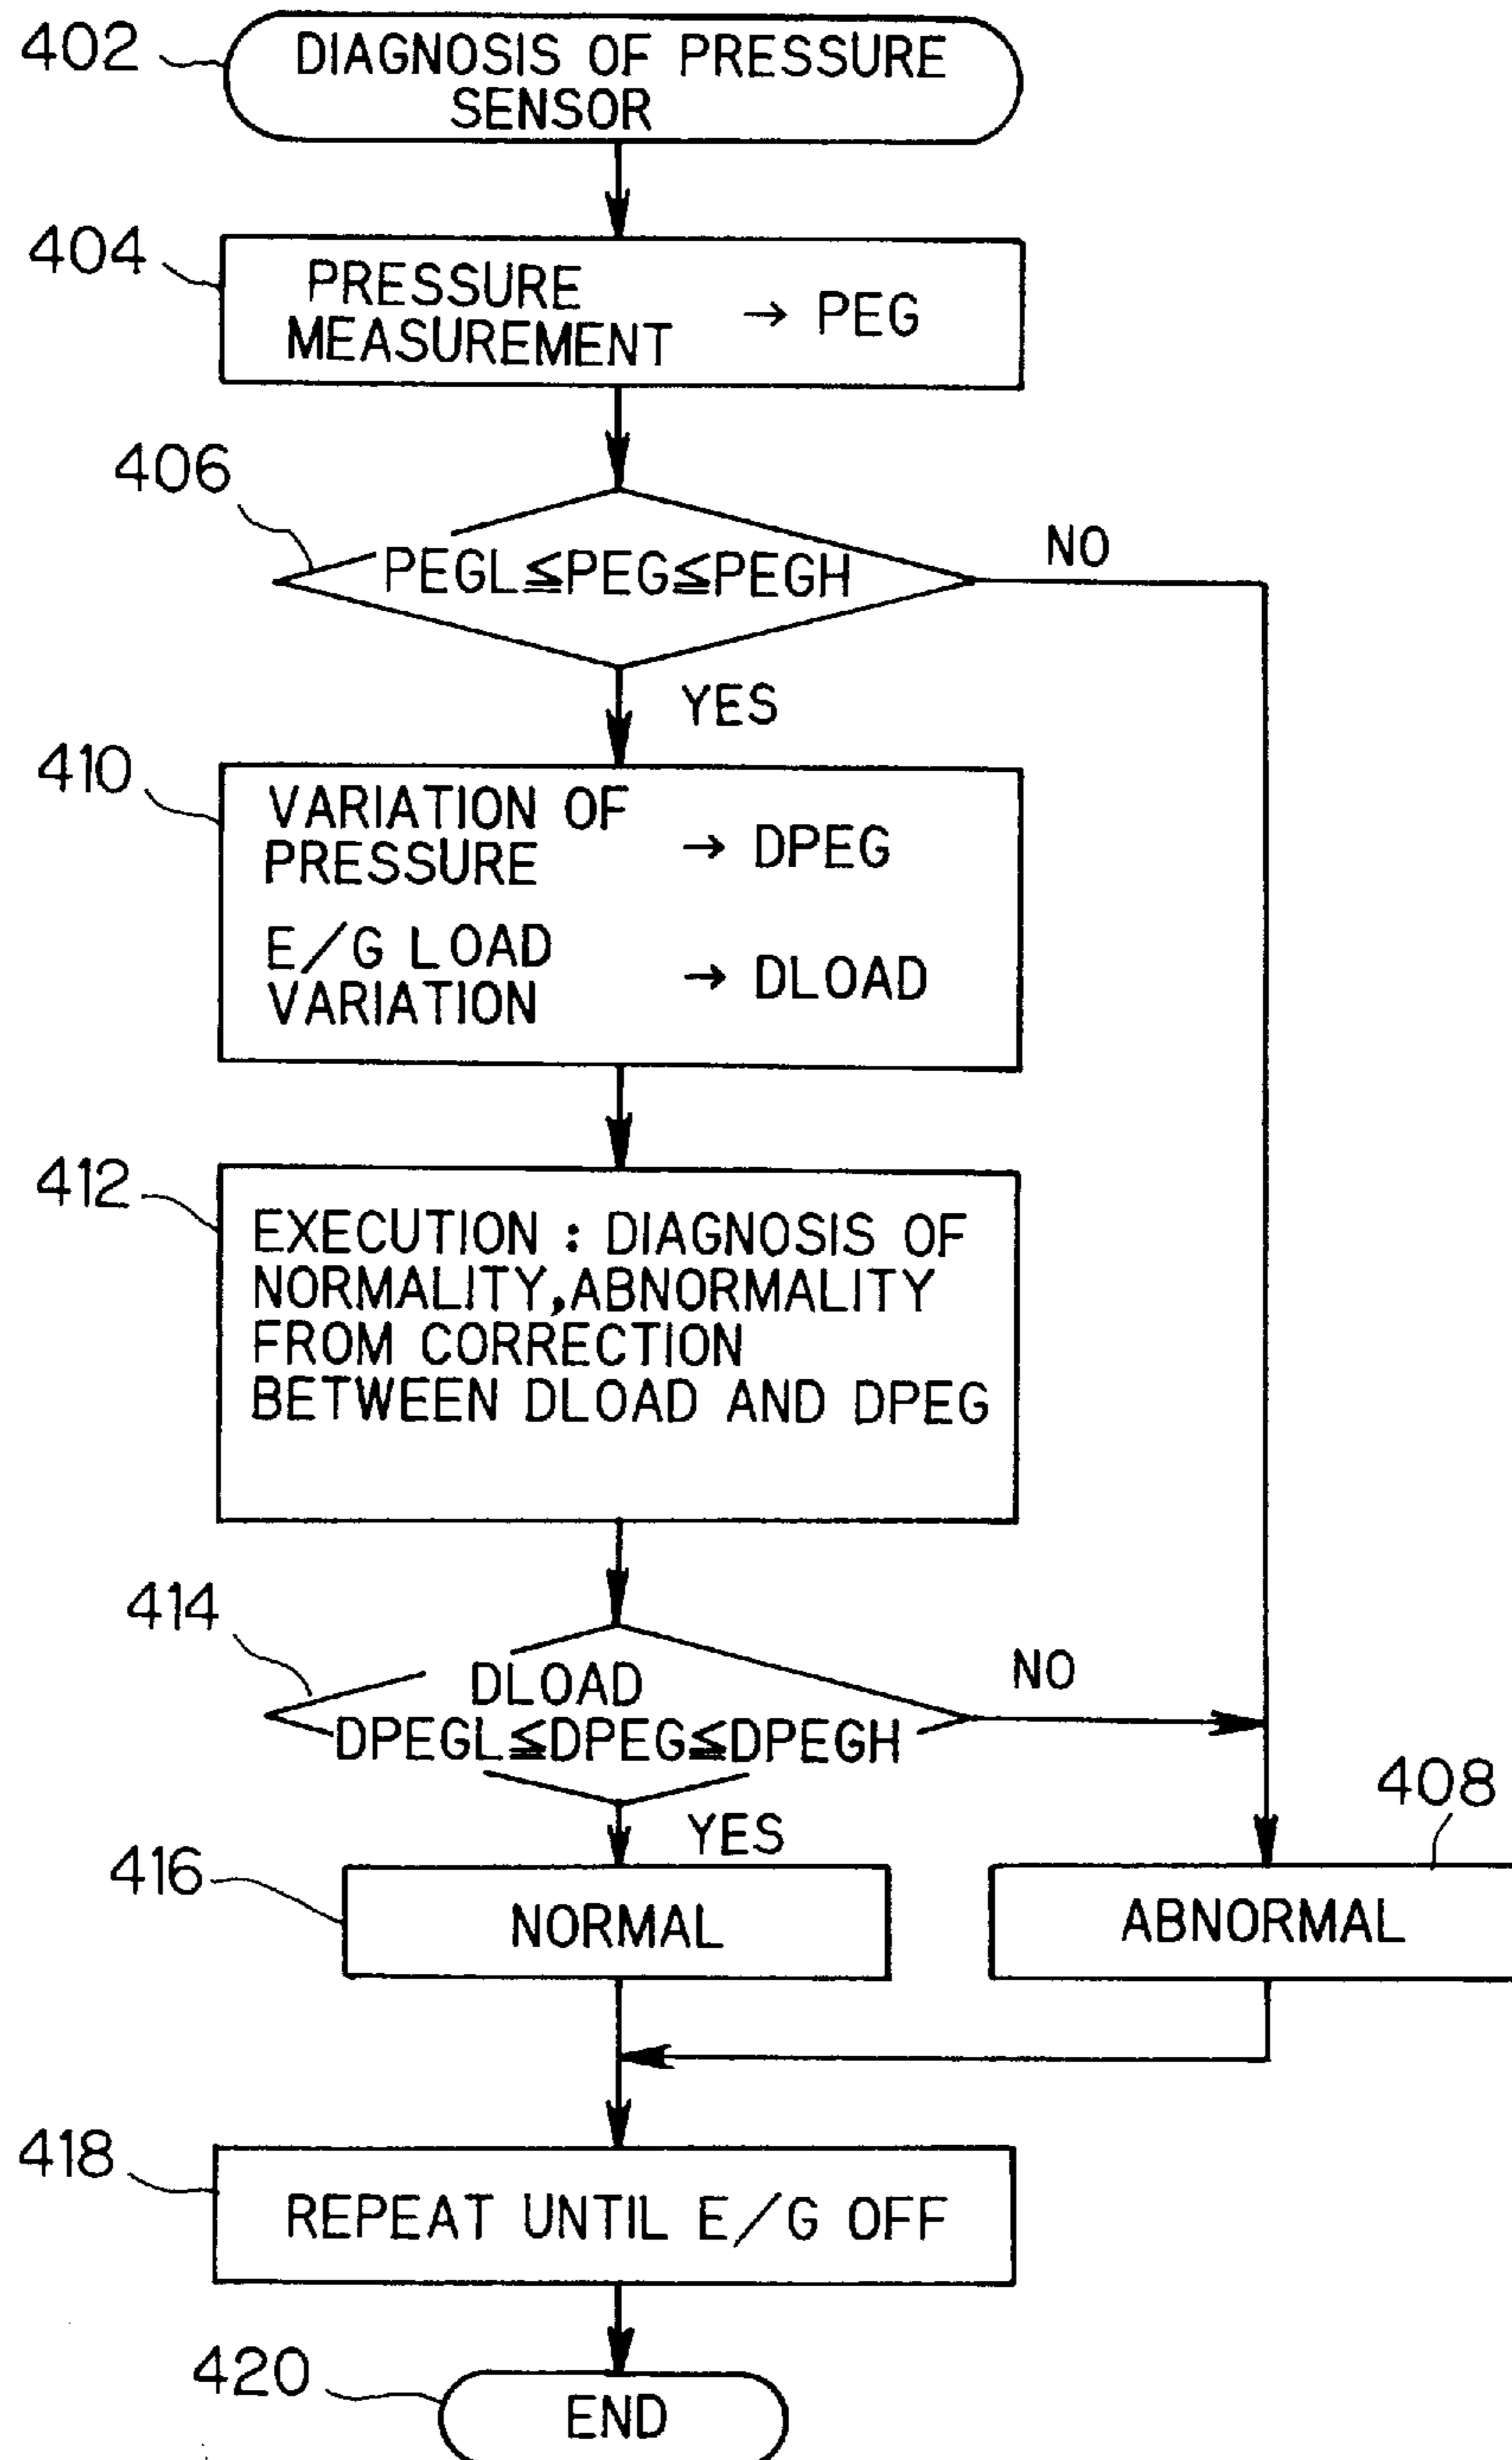 402
DIAGNOSIS OF PRESSURE
SENSOR
404
PRESSURE
MEASUREMENT → PEG
406
PEGL≦PEG≦PEGH
NO
YES
410
VARIATION OF
PRESSURE → DPEG
E/G LOAD
VARIATION → DLOAD
412
EXECUTION : DIAGNOSIS OF
NORMALITY,ABNORMALITY
FROM CORRECTION
BETWEEN DLOAD AND DPEG
414
DLOAD
DPEGL≦DPEG≦DPEGH
NO
YES
408
416
NORMAL
ABNORMAL
418
REPEAT UNTIL E/G OFF
420
END